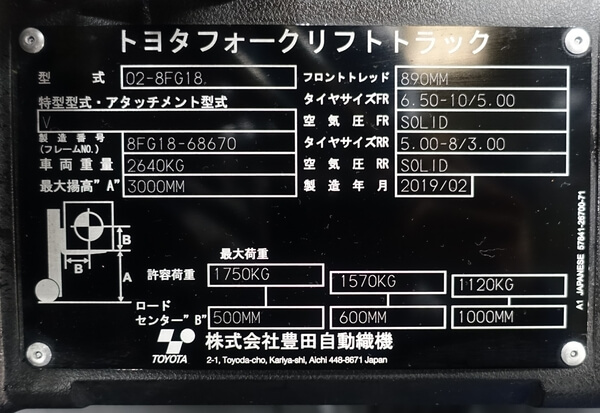 トヨタフォークリフトトラック
型 式 02-8FG18 フロントトレッド 890MM
特型型式・アタッチメント型式 タイヤサイズFR 6.50-10/5.00
V 空 気 圧 FR SOLID
製造番号 (フレームNO.) 8FG18-68670 タイヤサイズRR 5.00-8/3.00
車両重量 2640KG 空 気 圧 RR SOLID
最大揚高"A" 3000MM 製 造 年 月 2019/02
B
B
A
最大荷重
許容荷重 1750KG 1570KG 1120KG
ロード
センター"B" 500MM 600MM 1000MM
TOYOTA 株式会社豊田自動織機
2-1, Toyoda-cho, Kariya-shi, Aichi 448-8671 Japan
A1 JAPANESE 57841-26700-71